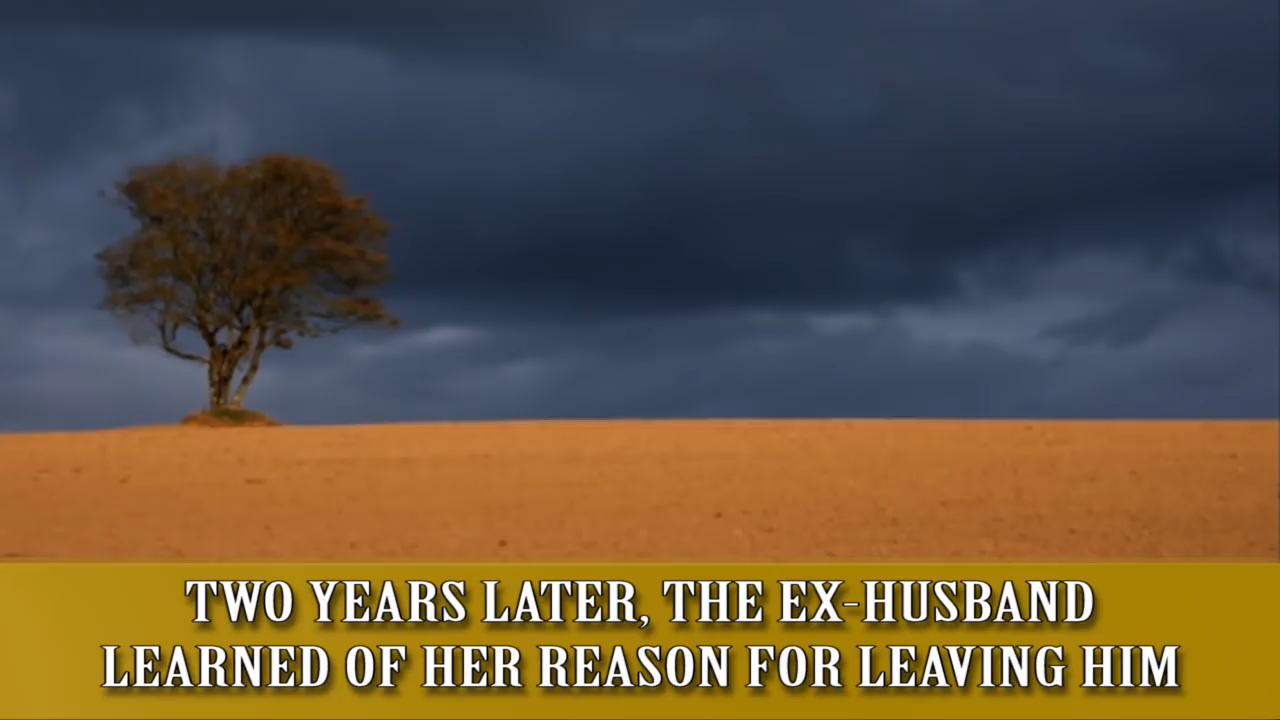 TWO YEARS LATER, THE EX-HUSBAND
LEARNED OF HER REASON FOR LEAVING HIM